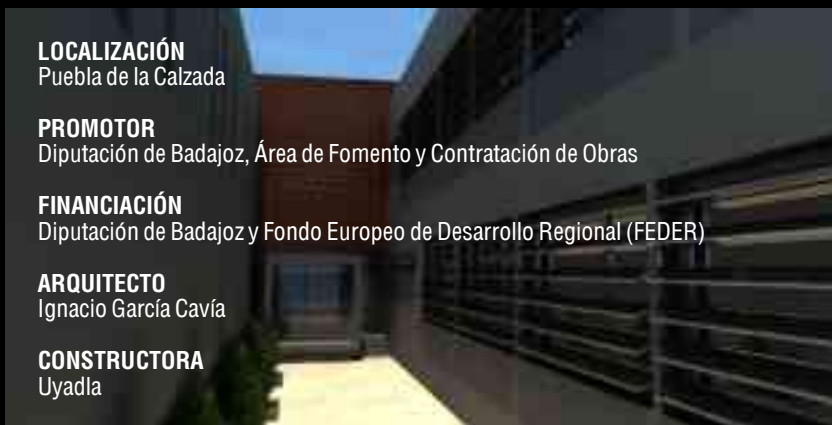 LOCALIZACIÓN
Puebla de la Calzada
PROMOTOR
Diputación de Badajoz, Área de Fomento y Contratación de Obras
FINANCIACIÓN
Diputación de Badajoz y Fondo Europeo de Desarrollo Regional (FEDER)
ARQUITECTO
Ignacio García Cavía
CONSTRUCTORA
Uyadla